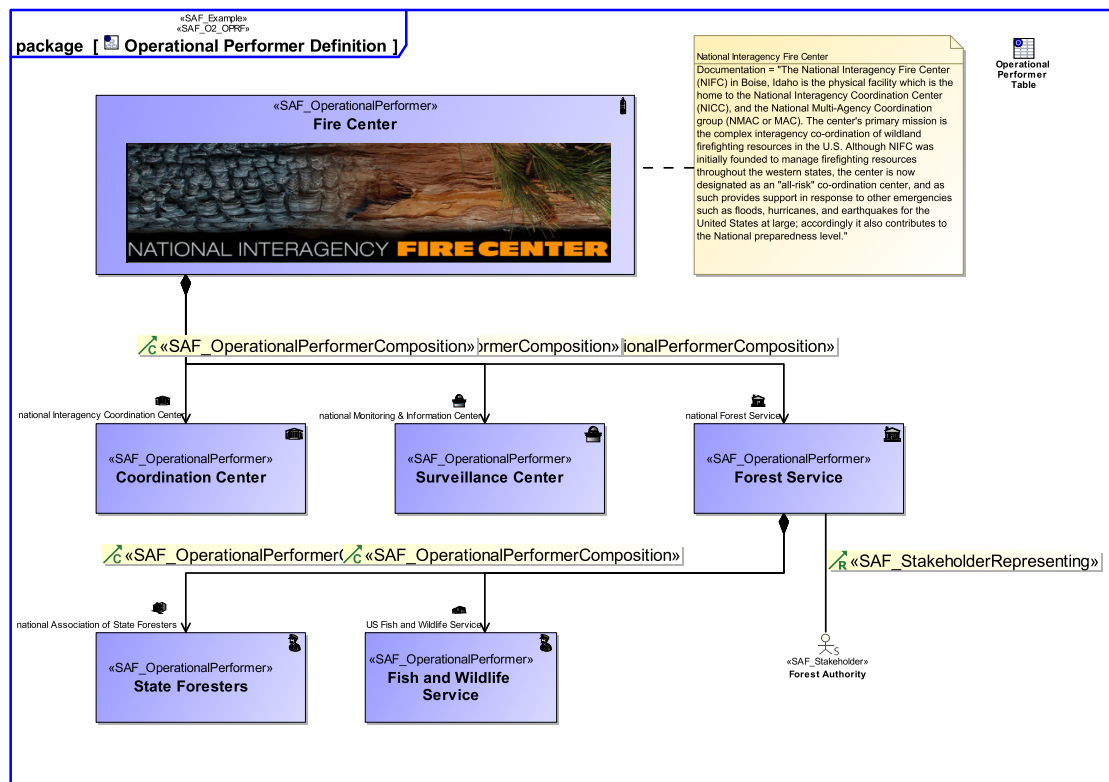 «SAF_Example»
«SAF_O2_OPRF»
package [ Operational Performer Definition ]
National Interagency Fire Center
Documentation = "The National Interagency Fire Center
(NIFC) in Boise, Idaho is the physical facility which is the
home to the National Interagency Coordination Center
(NICC), and the National Multi-Agency Coordination
group (NMAC or MAC). The center's primary mission is
the complex interagency co-ordination of wildland
firefighting resources in the U.S. Although NIFC was
initially founded to manage firefighting resources
throughout the western states, the center is now
designated as an "all-risk" co-ordination center, and as
such provides support in response to other emergencies
such as floods, hurricanes, and earthquakes for the
United States at large; accordingly it also contributes to
the National preparedness level."
Operational
Performer
Table
«SAF_OperationalPerformer»
Fire Center
NATIONAL INTERAGENCY FIRE CENTER
C «SAF_OperationalPerformerComposition» rmerComposition» ionalPerformerComposition»
national Interagency Coordination Center
national Monitoring & Information Center
national Forest Service
«SAF_OperationalPerformer»
Coordination Center
«SAF_OperationalPerformer»
Surveillance Center
«SAF_OperationalPerformer»
Forest Service
C «SAF_OperationalPerformer C «SAF_OperationalPerformerComposition»
R «SAF_StakeholderRepresenting»
national Association of State Foresters
US Fish and Wildlife Service
«SAF_OperationalPerformer»
State Foresters
«SAF_OperationalPerformer»
Fish and Wildlife
Service
S
«SAF_Stakeholder»
Forest Authority